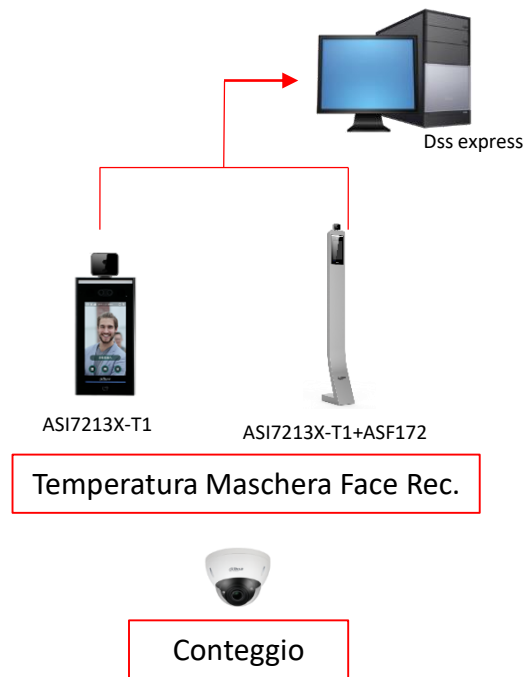 Dss express
ASI7213X-T1
ASI7213X-T1+ASF172
Temperatura Maschera Face Rec.
Conteggio